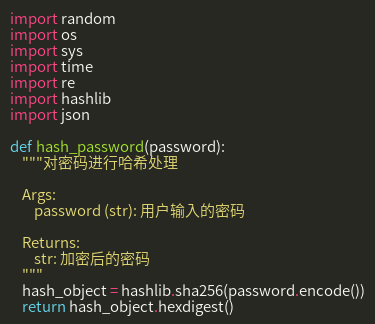 import random
import os
import sys
import time
import re
import hashlib
import json

def hash_password(password):
    """对密码进行哈希处理

    Args:
        password (str): 用户输入的密码

    Returns:
        str: 加密后的密码
    """
    hash_object = hashlib.sha256(password.encode())
    return hash_object.hexdigest()